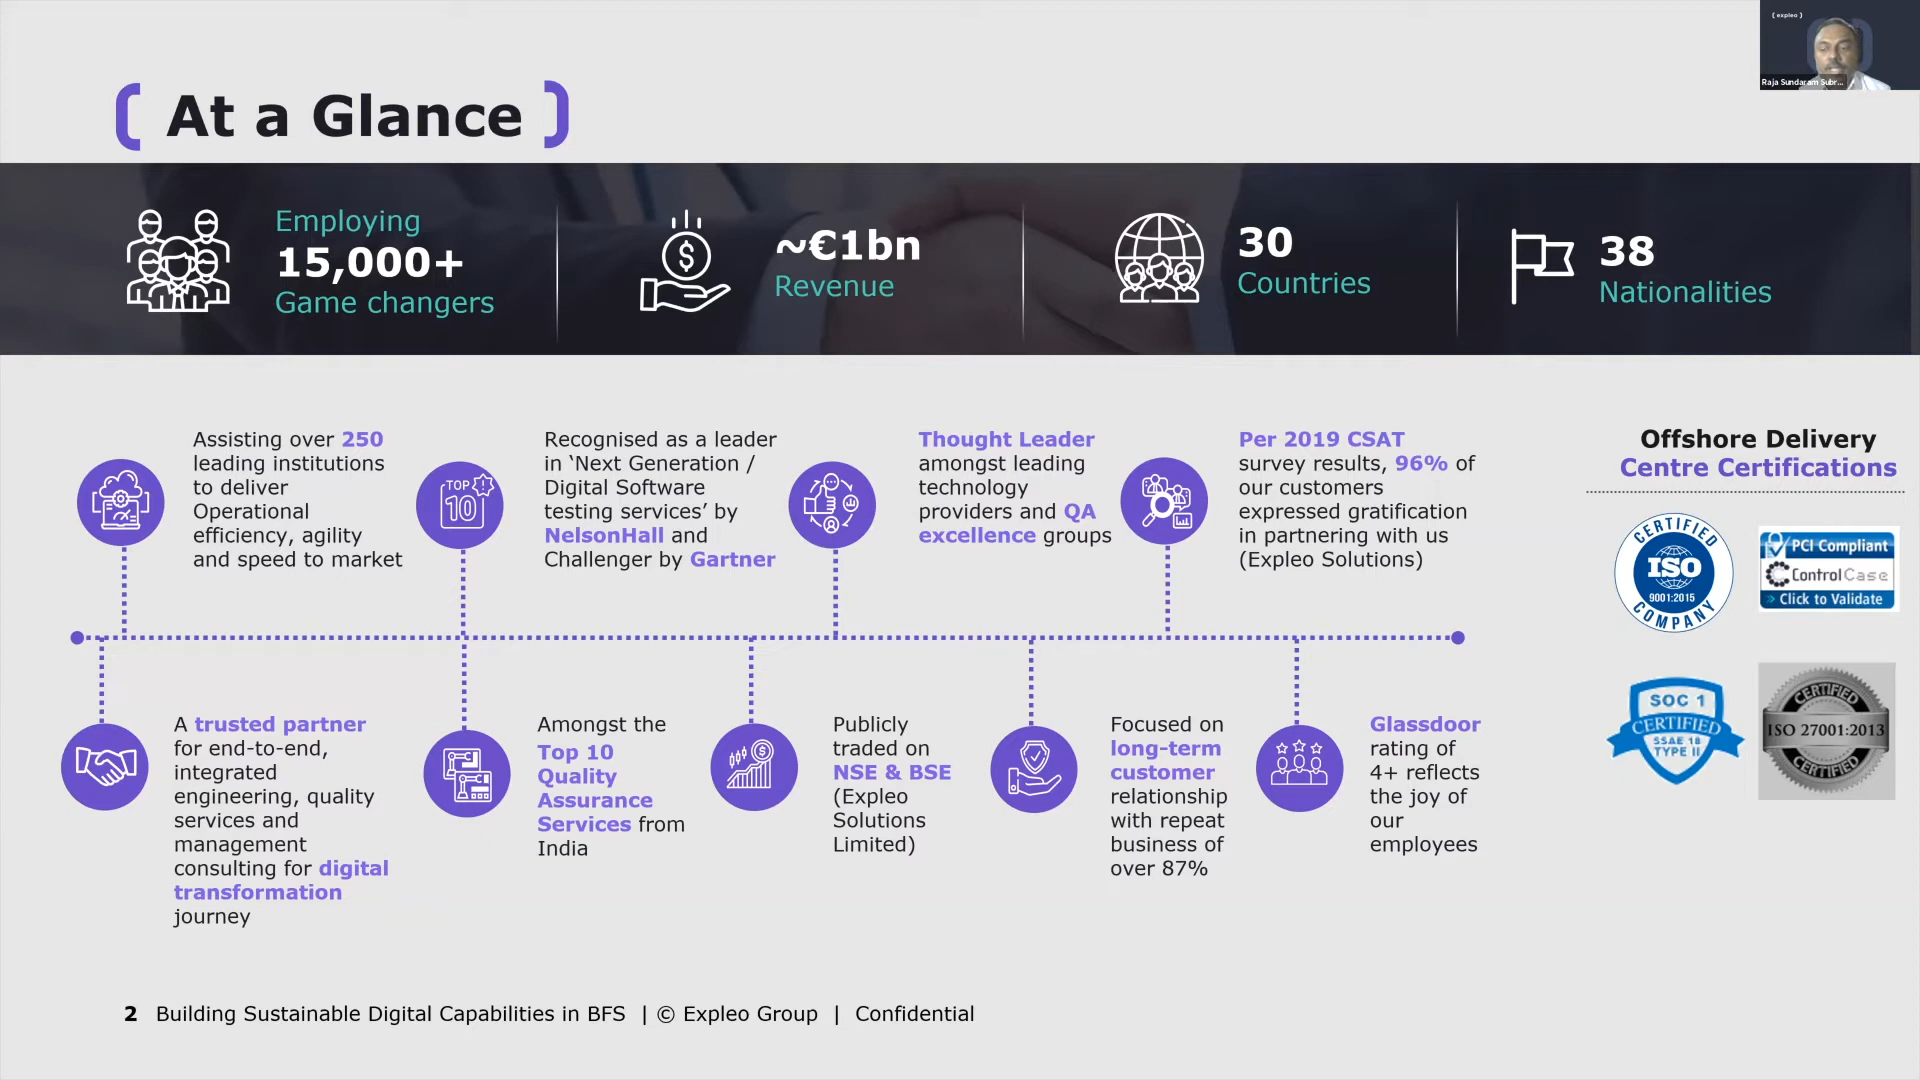 { expleo }
Raja Sundaram Subr...
[ At a Glance ]
Employing
15,000+
Game changers
~€1bn
Revenue
30
Countries
38
Nationalities
Assisting over 250
leading institutions
to deliver
Operational
efficiency, agility
and speed to market
TOP
10
Recognised as a leader
in ‘Next Generation /
Digital Software
testing services’ by
NelsonHall and
Challenger by Gartner
Thought Leader
amongst leading
technology
providers and QA
excellence groups
Per 2019 CSAT
survey results, 96% of
our customers
expressed gratification
in partnering with us
(Expleo Solutions)
A trusted partner
for end-to-end,
integrated
engineering, quality
services and
management
consulting for digital
transformation
journey
Amongst the
Top 10
Quality
Assurance
Services from
India
Publicly
traded on
NSE & BSE
(Expleo
Solutions
Limited)
Focused on
long-term
customer
relationship
with repeat
business of
over 87%
Glassdoor
rating of
4+ reflects
the joy of
our
employees
Offshore Delivery
Centre Certifications
CERTIFIED
ISO
9001:2015
COMPANY
PCI Compliant
ControlCase
» Click to Validate
SOC 1
CERTIFIED
SSAE 18
TYPE II
CERTIFIED
ISO 27001:2013
CERTIFIED
2 Building Sustainable Digital Capabilities in BFS | © Expleo Group | Confidential